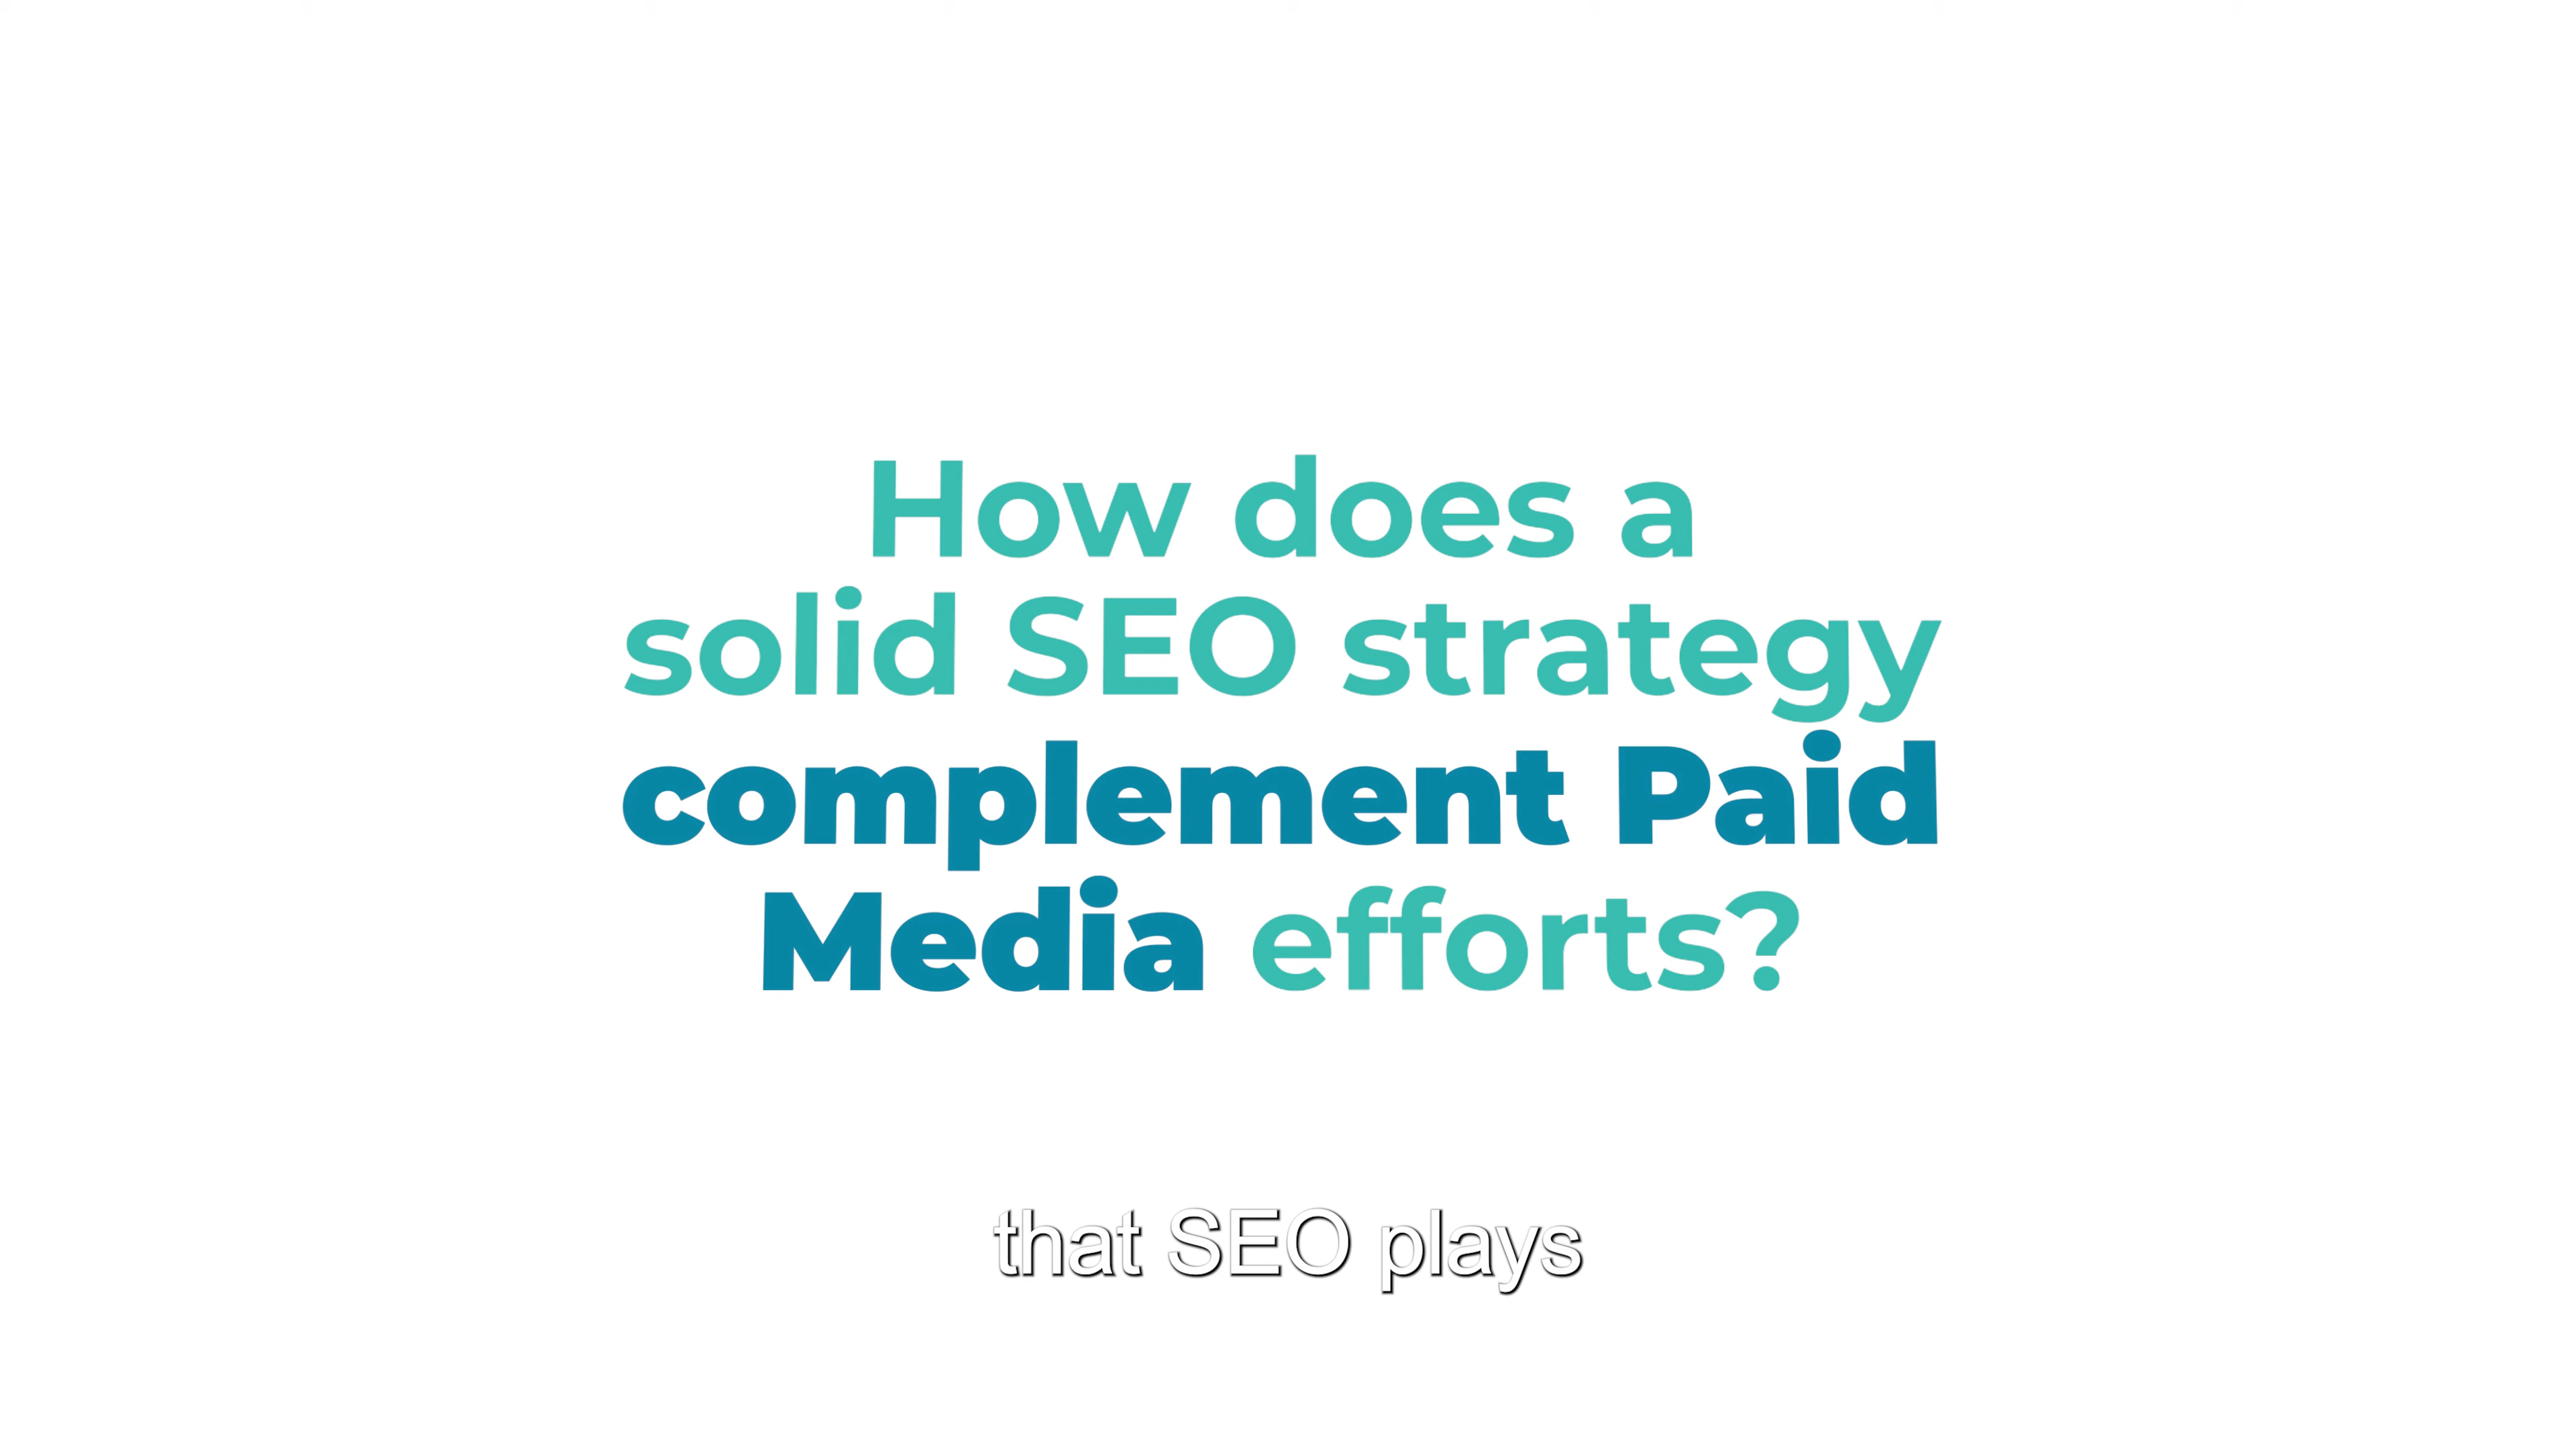 How does a
solid SEO strategy
complement Paid
Media efforts?
that SEO plays